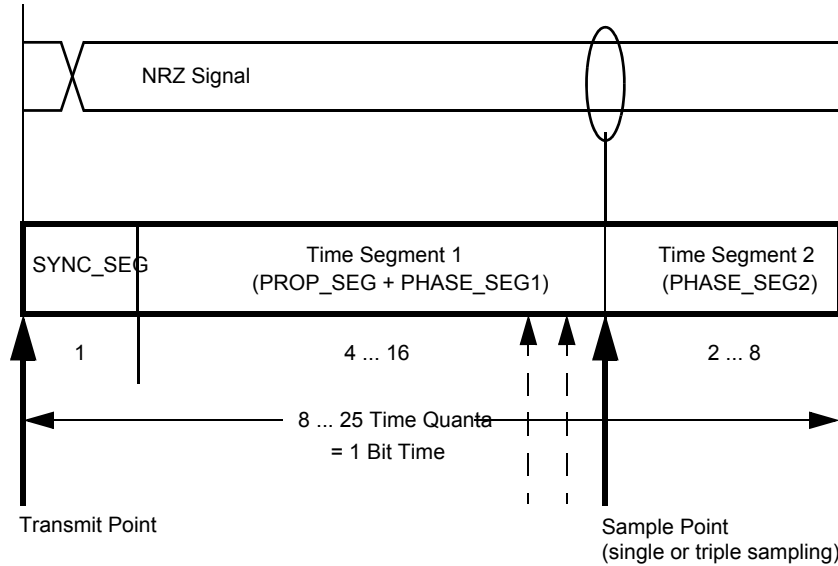 NRZ Signal
SYNC_SEG
Time Segment 1
(PROP_SEG + PHASE_SEG1)
Time Segment 2
(PHASE_SEG2)
1
4 ... 16
2 ... 8
8 ... 25 Time Quanta
= 1 Bit Time
Transmit Point
Sample Point
(single or triple sampling)